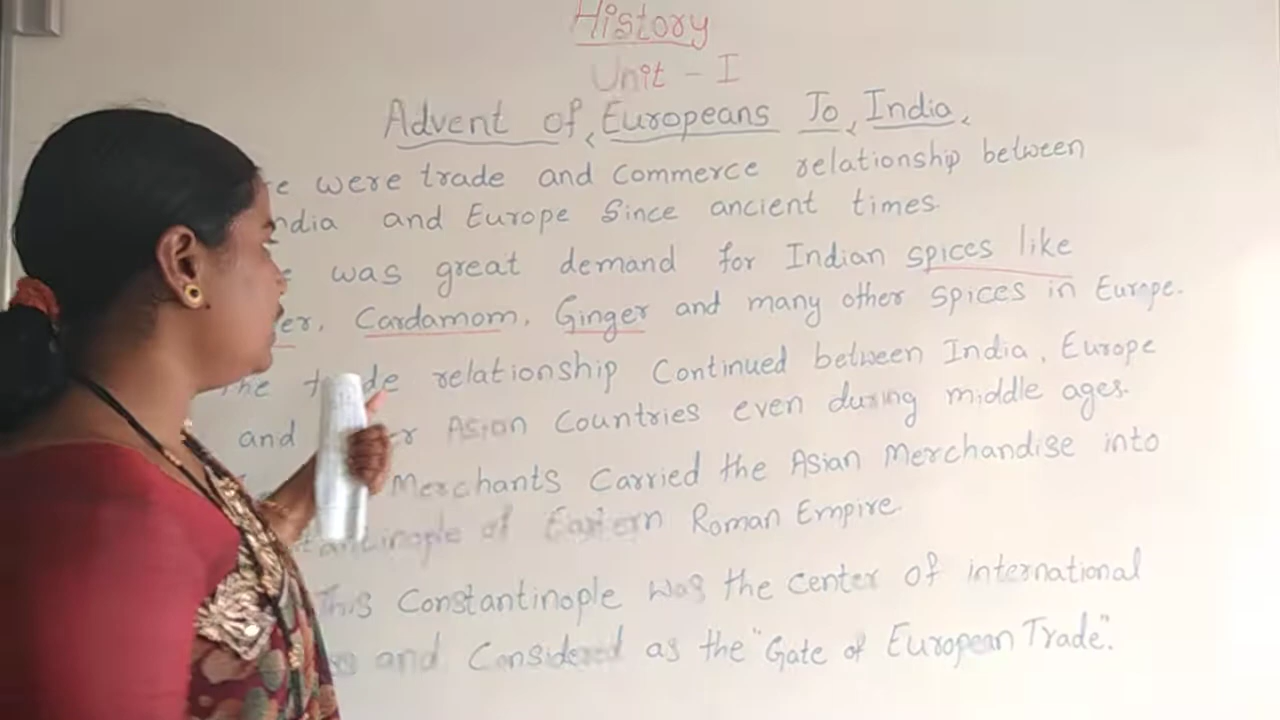 History
Unit - I
Advent of Europeans To India
were trade and Commerce relationship between
and Europe Since ancient times.
was great demand for Indian spices like
Cardamom, Ginger and many other spices in Europe.
The trade relationship Continued between India, Europe
and Asian Countries even during middle ages.
Merchants Carried the Asian Merchandise into
of Eastern Roman Empire.
This Constantinople was the center of international
and Considered as the "Gate of European Trade".